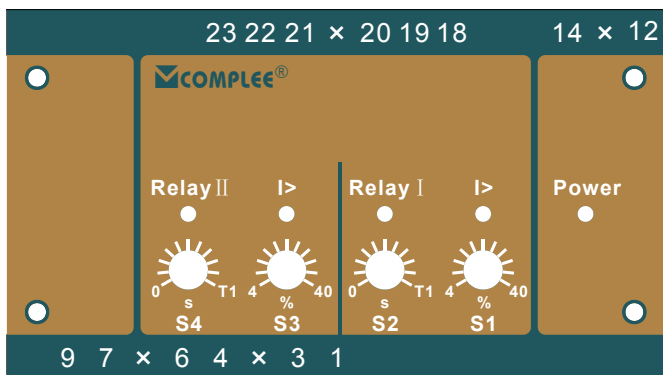 23 22 21 × 20 19 18 14 × 12
COMPLEE®
Relay II I> Relay I I> Power
0 T1 4 40 0 T1 4 40
s % s %
S4 S3 S2 S1
9 7 × 6 4 × 3 1